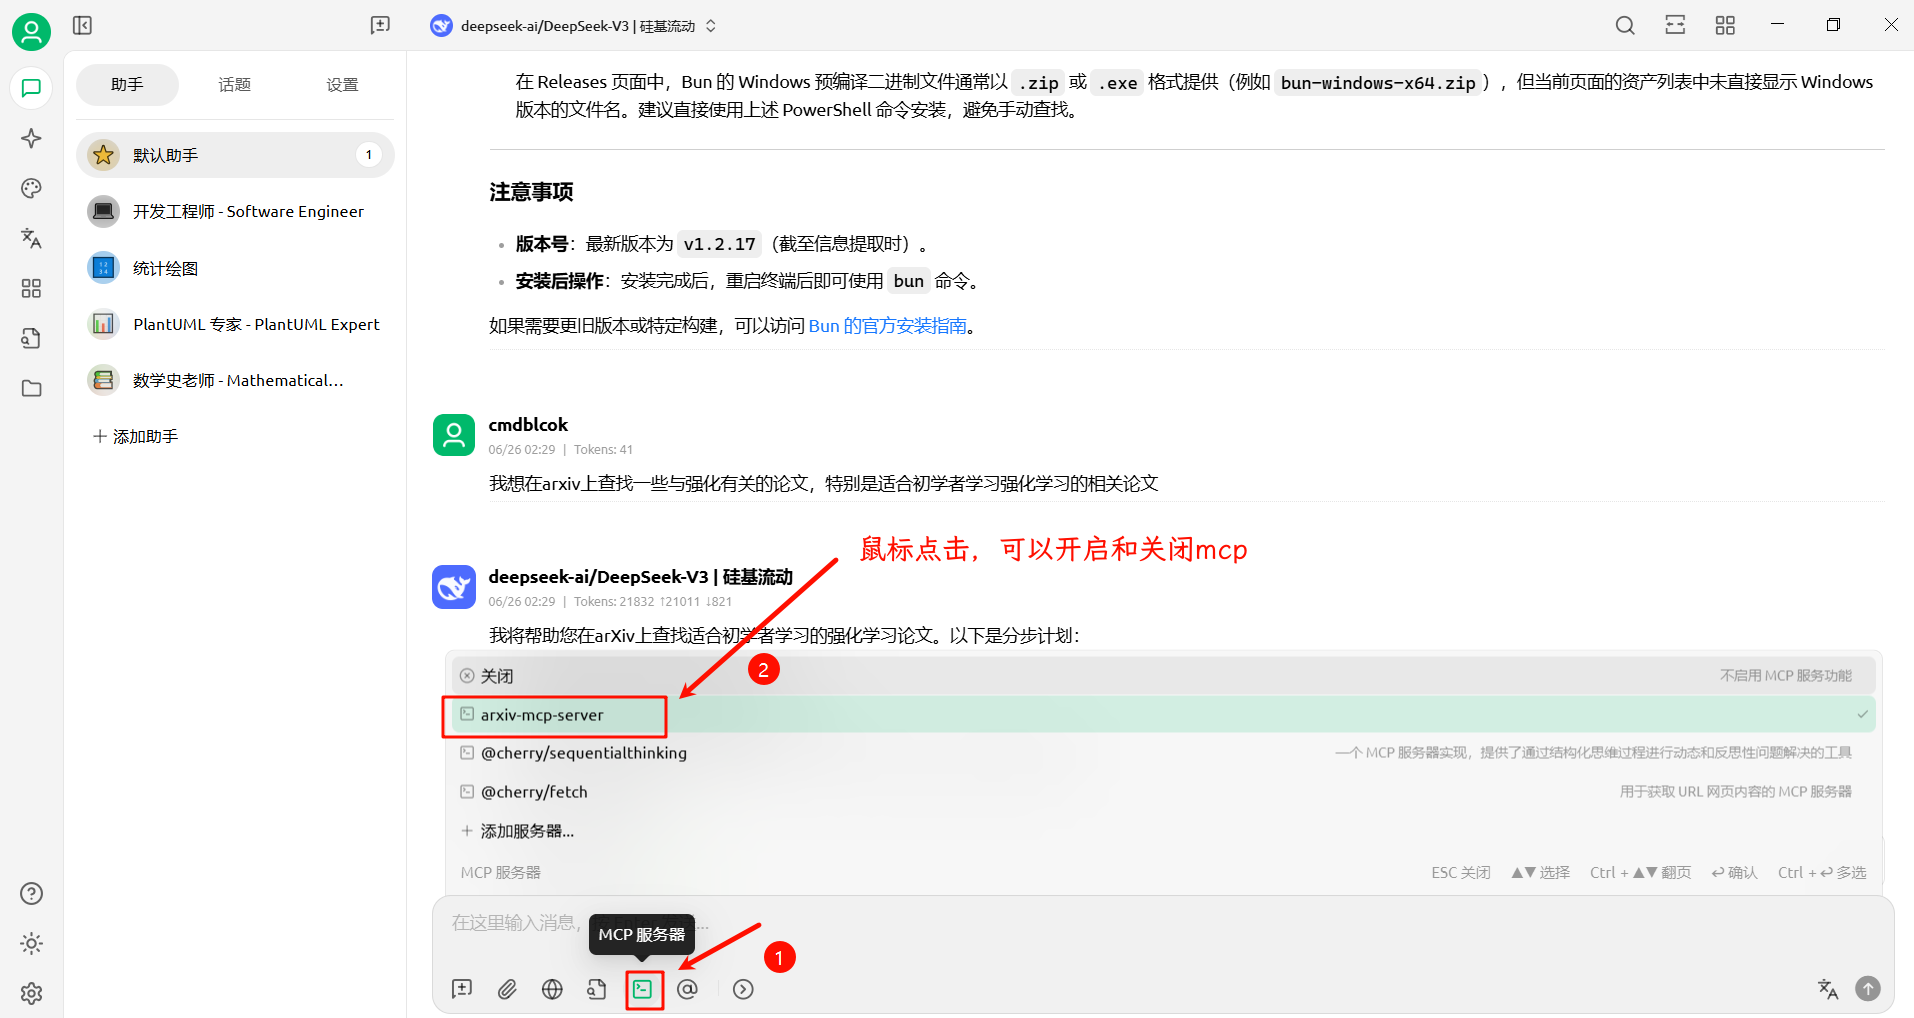 deepseek-ai/DeepSeek-V3 | 硅基流动
助手
话题
设置
默认助手
1
开发工程师 - Software Engineer
统计绘图
PlantUML 专家 - PlantUML Expert
数学史老师 - Mathematical...
添加助手
在 Releases 页面中，Bun 的 Windows 预编译二进制文件通常以 .zip 或 .exe 格式提供（例如 bun-windows-x64.zip），但当前页面的资产列表中未直接显示 Windows
版本的文件名。建议直接使用上述 PowerShell 命令安装，避免手动查找。
注意事项
• 版本号：最新版本为 v1.2.17（截至信息提取时）。
• 安装后操作：安装完成后，重启终端后即可使用 bun 命令。
如果需要更旧版本或特定构建，可以访问 Bun 的官方安装指南。
cmdblcok
06/26 02:29 | Tokens: 41
我想在arxiv上查找一些与强化有关的论文，特别是适合初学者学习强化学习的相关论文
鼠标点击，可以开启和关闭mcp
deepseek-ai/DeepSeek-V3 | 硅基流动
06/26 02:29 | Tokens: 21832 ↑21011 ↓821
我将帮助您在arXiv上查找适合初学者学习的强化学习论文。以下是分步计划：
2
关闭
不启用 MCP 服务功能
arxiv-mcp-server
@cherry/sequentialthinking
一个 MCP 服务器实现，提供了通过结构化思维过程进行动态和反思性问题解决的工具
@cherry/fetch
用于获取 URL 网页内容的 MCP 服务器
添加服务器...
MCP 服务器
ESC 关闭 ▲▼ 选择 Ctrl + ▲▼ 翻页 ↩ 确认 Ctrl + ↩ 多选
在这里输入消息，
MCP 服务器
1